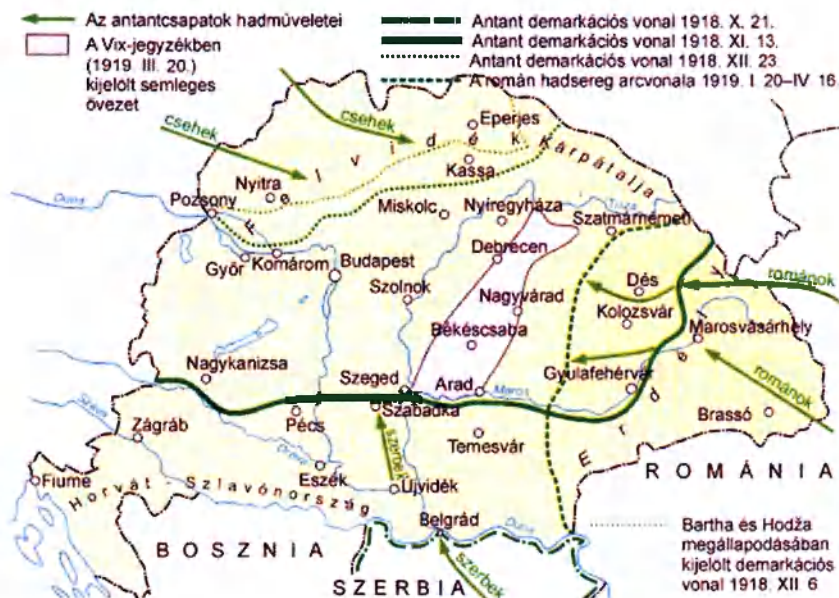 Az antantcsapatok hadműveletei
A Vix-jegyzékben
(1919. III. 20.)
kijelölt semleges
övezet
Antant demarkációs vonal 1918. X. 21.
Antant demarkációs vonal 1918. XI. 13.
Antant demarkációs vonal 1918. XII. 23.
A román hadsereg arcvonala 1919. I. 20–IV. 16.
csehek
csehek
Eperjes
Felvidék
Kárpátalja
Kassa
Nyitra
Pozsony
Duna
Miskolc
Nyíregyháza
Tisza
Szatmárnémeti
Győr
Komárom
Budapest
Debrecen
Szolnok
Dés
románok
Nagyvárad
Kolozsvár
Békéscsaba
Marosvásárhely
Nagykanizsa
Szeged
Arad
Maros
Gyulafehérvár
románok
Szabadka
Pécs
Zágráb
Száva
Temesvár
Brassó
Erdély
szerbek
Dráva
Eszék
Újvidék
Fiume
Horvát-Szlavónország
ROMÁNIA
Belgrád
Duna
BOSZNIA
SZERBIA
szerbek
Bartha és Hodža
megállapodásában
kijelölt demarkációs
vonal 1918. XII 6